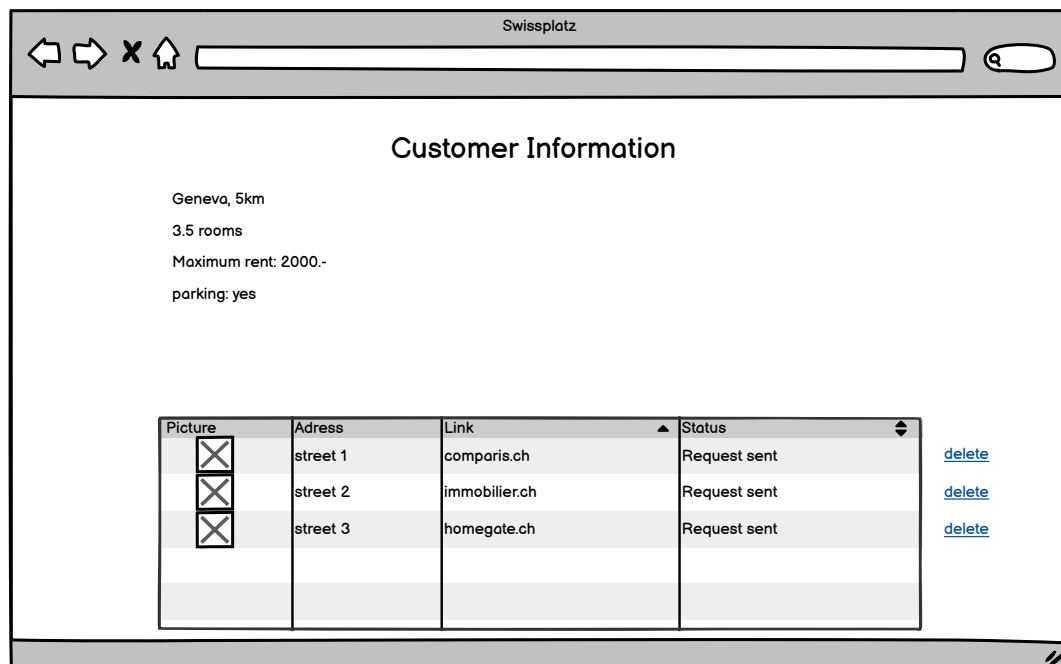 Swissplatz
Customer Information
Geneva, 5km
3.5 rooms
Maximum rent: 2000.-
parking: yes
Picture Adress Link Status
street 1 comparis.ch Request sent delete
street 2 immobilier.ch Request sent delete
street 3 homegate.ch Request sent delete